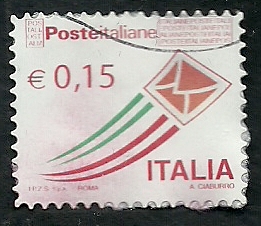 Posteitaliane
€ 0,15
ITALIA
I.P.Z.S. S.p.A. ROMA A. CIABURRO